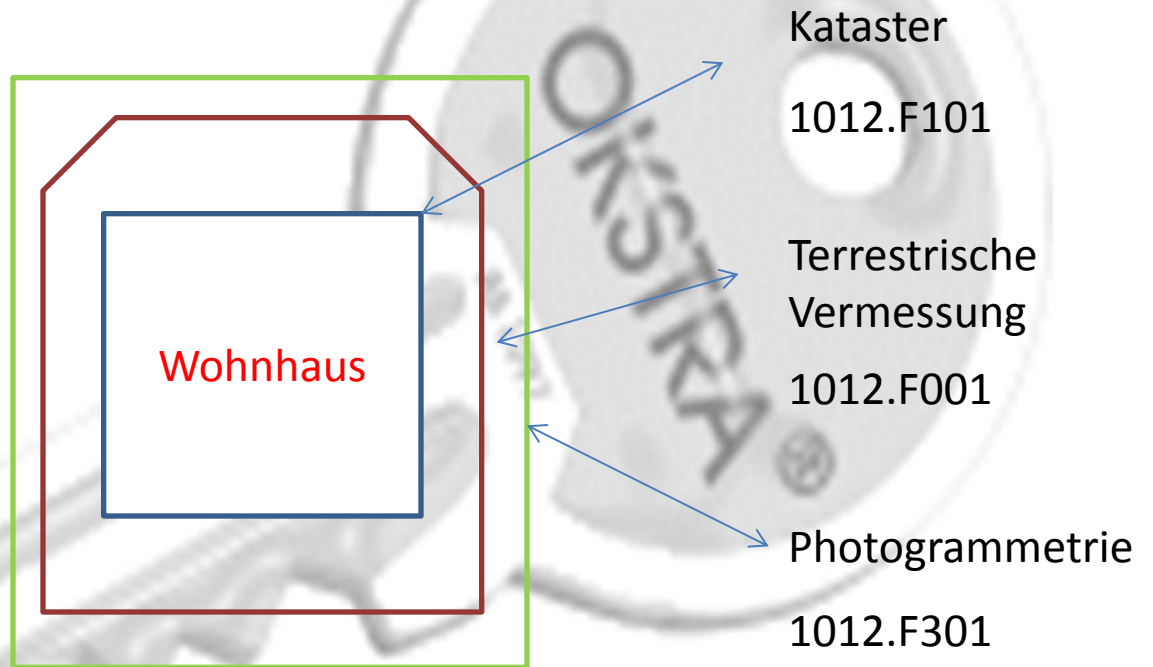 Kataster
1012.F101
Terrestrische
Vermessung
1012.F001
Wohnhaus
Photogrammetrie
1012.F301
OKSTRA®